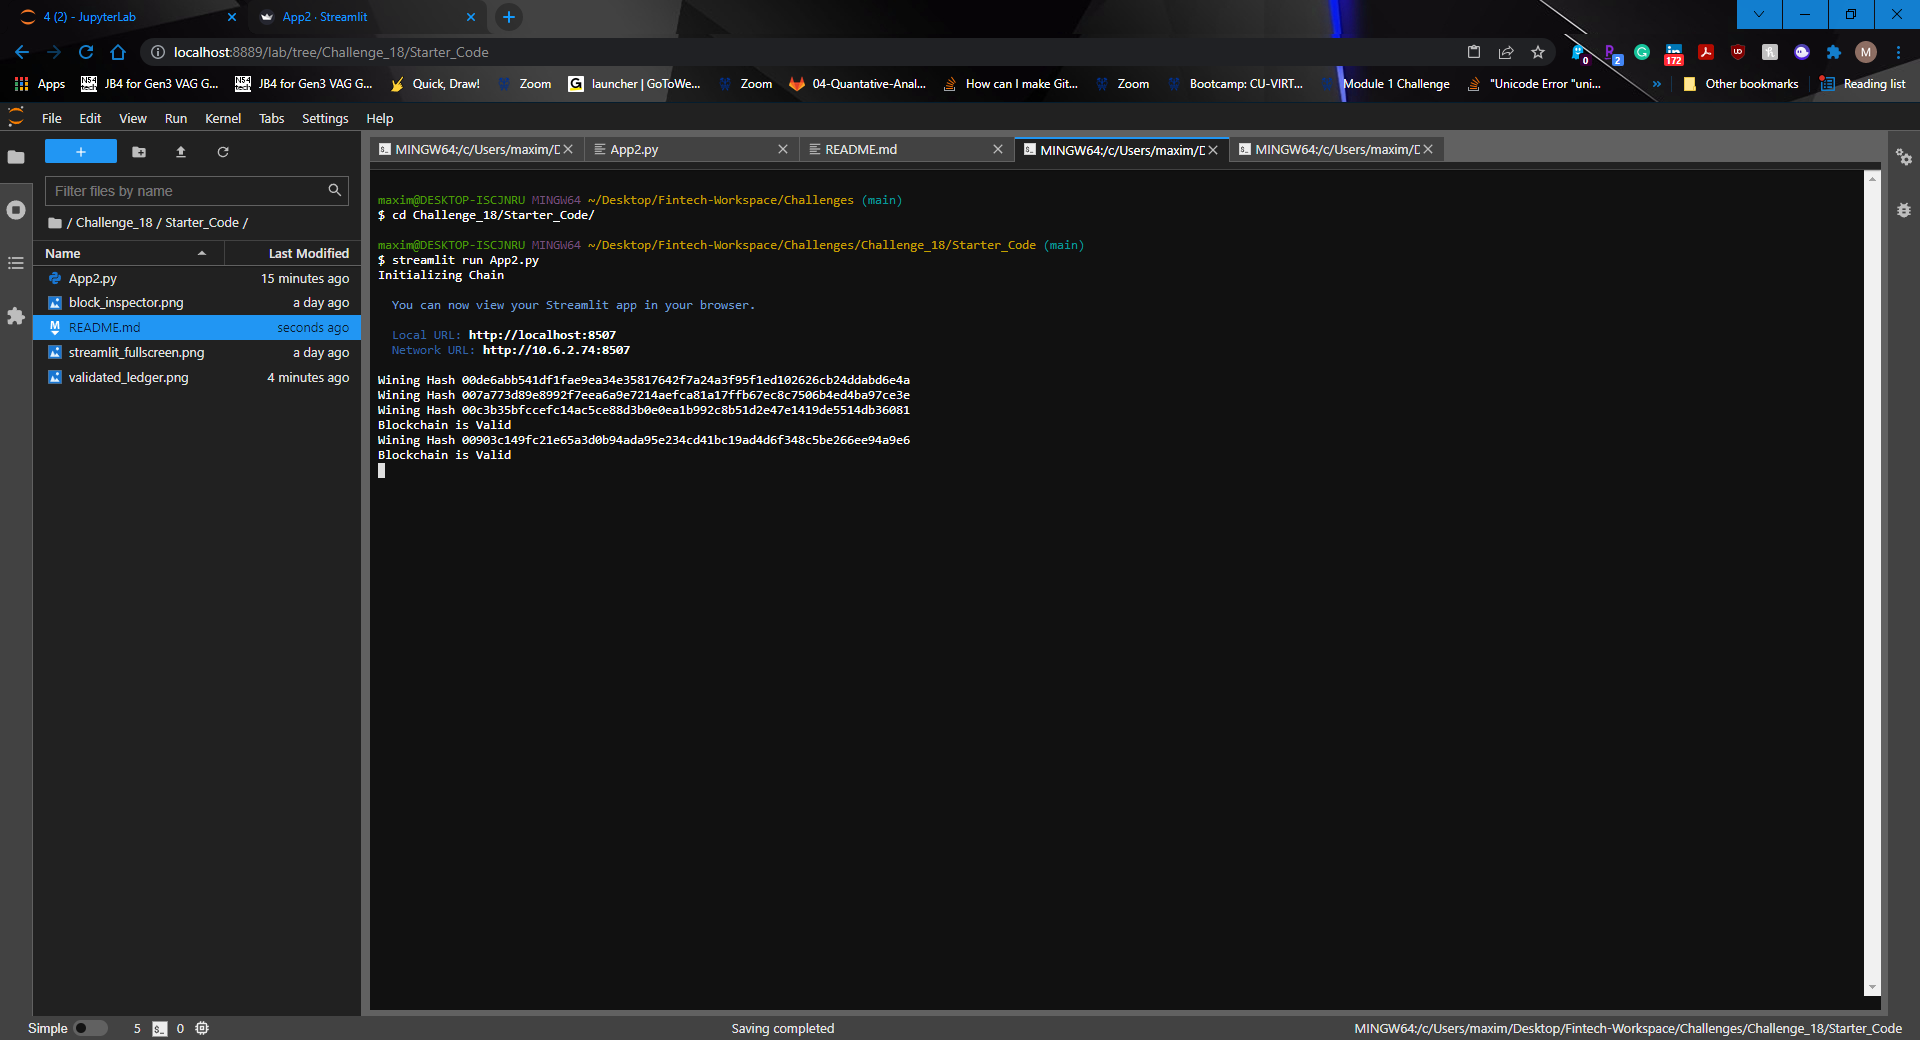 4 (2) - JupyterLab
App2 · Streamlit
localhost:8889/lab/tree/Challenge_18/Starter_Code
0
2
172
M
Apps
JB4 for Gen3 VAG G...
JB4 for Gen3 VAG G...
Quick, Draw!
Zoom
launcher | GoToWe...
Zoom
04-Quantative-Anal...
How can I make Git...
Zoom
Bootcamp: CU-VIRT...
Module 1 Challenge
"Unicode Error "uni...
»
Other bookmarks
Reading list
File Edit View Run Kernel Tabs Settings Help
MINGW64:/c/Users/maxim/D
App2.py
README.md
MINGW64:/c/Users/maxim/D
MINGW64:/c/Users/maxim/D
Filter files by name
/ Challenge_18 / Starter_Code /
Name Last Modified
App2.py 15 minutes ago
block_inspector.png a day ago
README.md seconds ago
streamlit_fullscreen.png a day ago
validated_ledger.png 4 minutes ago
maxim@DESKTOP-ISCJNRU MINGW64 ~/Desktop/Fintech-Workspace/Challenges (main)
$ cd Challenge_18/Starter_Code/
maxim@DESKTOP-ISCJNRU MINGW64 ~/Desktop/Fintech-Workspace/Challenges/Challenge_18/Starter_Code (main)
$ streamlit run App2.py
Initializing Chain
You can now view your Streamlit app in your browser.
Local URL: http://localhost:8507
Network URL: http://10.6.2.74:8507
Wining Hash 00de6abb541df1fae9ea34e35817642f7a24a3f95f1ed102626cb24ddabd6e4a
Wining Hash 007a773d89e8992f7eea6a9e7214aefca81a17ffb67ec8c7506b4ed4ba97ce3e
Wining Hash 00c3b35bfccefc14ac5ce88d3b0e0ea1b992c8b51d2e47e1419de5514db36081
Blockchain is Valid
Wining Hash 00903c149fc21e65a3d0b94ada95e234cd41bc19ad4d6f348c5be266ee94a9e6
Blockchain is Valid
Simple 5 0
Saving completed
MINGW64:/c/Users/maxim/Desktop/Fintech-Workspace/Challenges/Challenge_18/Starter_Code